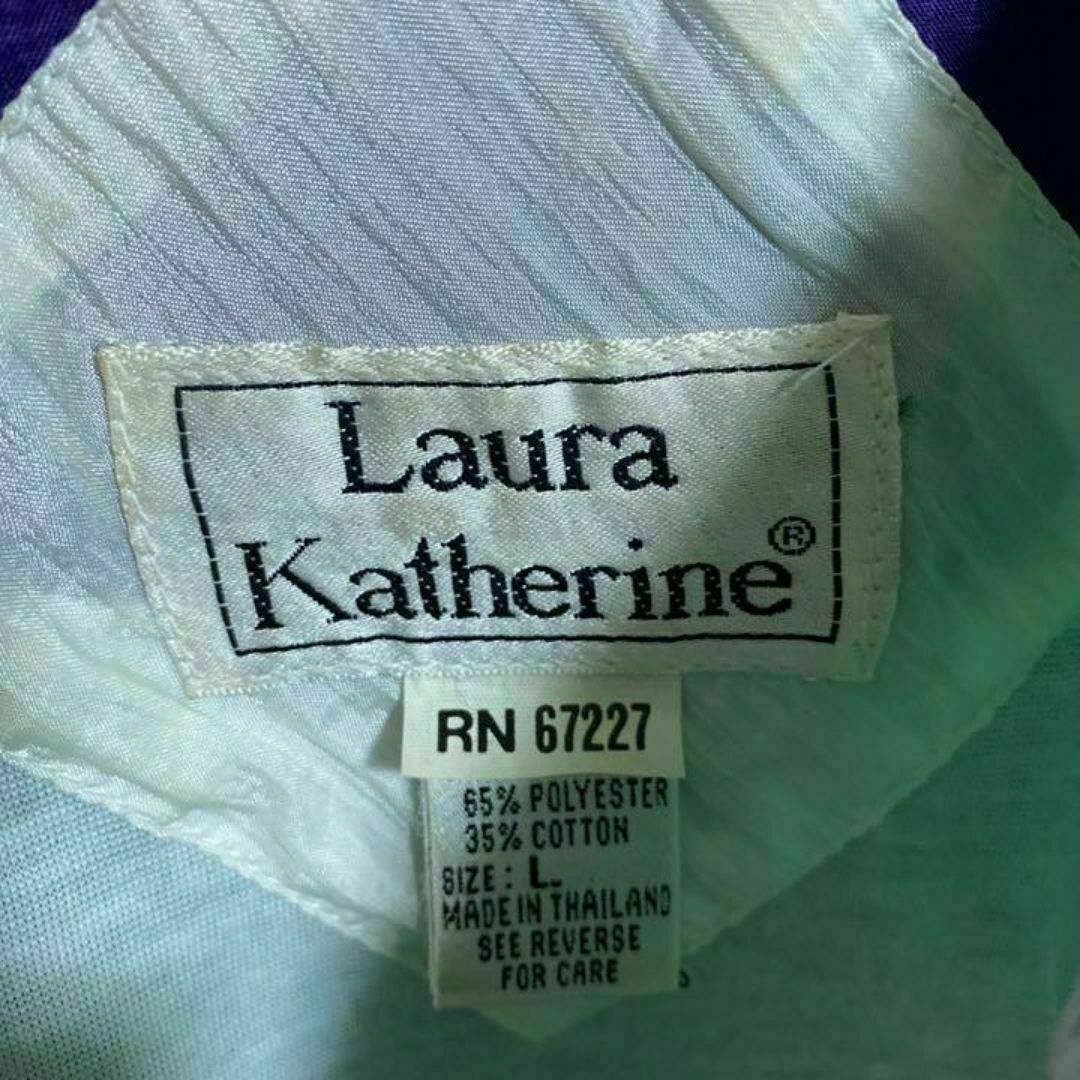 Laura
Katherine®
RN 67227
65% POLYESTER
35% COTTON
SIZE: L.
MADE IN THAILAND
SEE REVERSE
FOR CARE